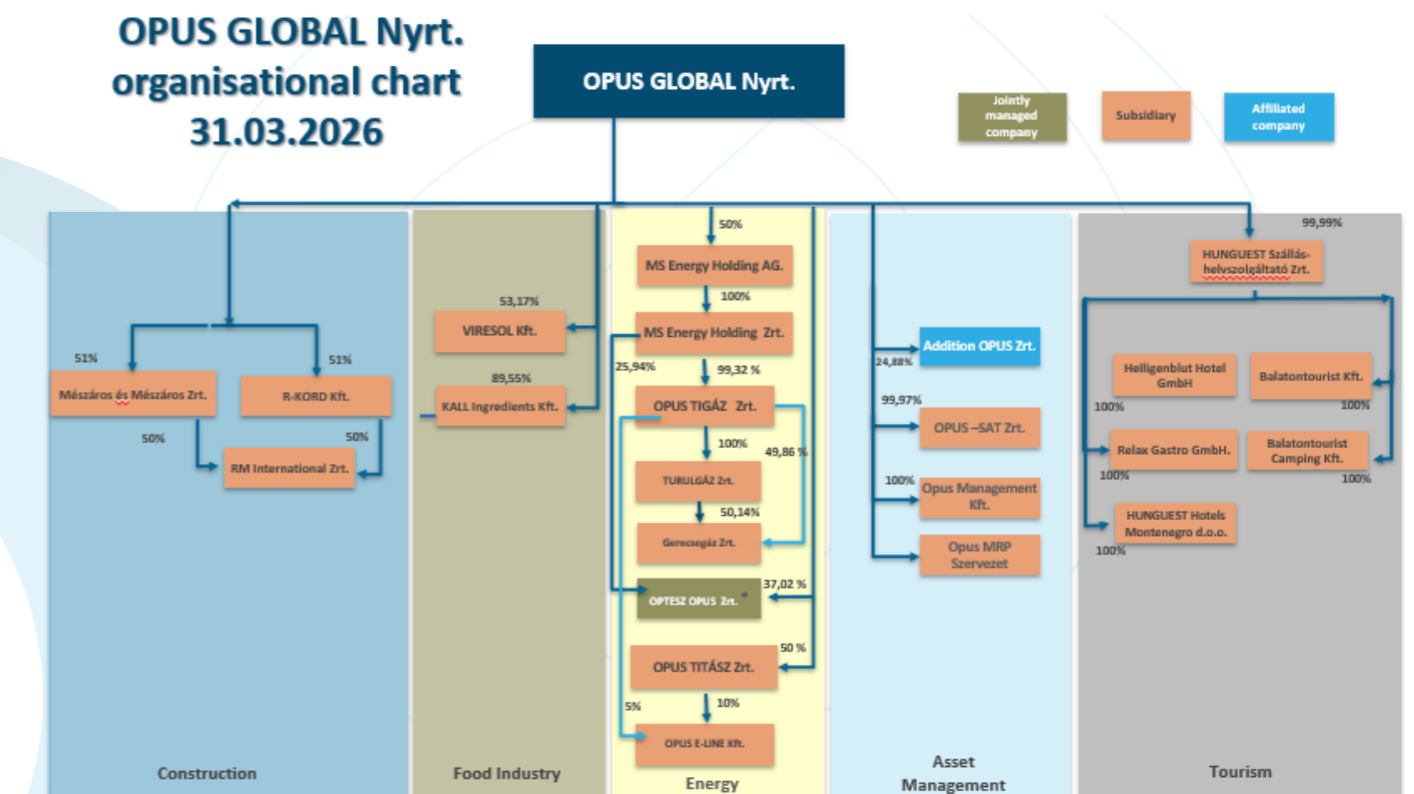 OPUS GLOBAL Nyrt.
organisational chart
31.03.2026
OPUS GLOBAL Nyrt.
Jointly
managed
company
Subsidiary
Affiliated
company
51%
51%
Mészáros és Mészáros Zrt.
R-KORD Kft.
50%
50%
RM International Zrt.
Construction
53,17%
VIRESOL Kft.
89,55%
KALL Ingredients Kft.
Food Industry
50%
MS Energy Holding AG.
100%
MS Energy Holding Zrt.
25,94%
99,32 %
OPUS TIGÁZ Zrt.
100%
49,86 %
TURULGÁZ Zrt.
50,14%
Gerecsegáz Zrt.
37,02 %
OPTESZ OPUS Zrt. *
50 %
OPUS TITÁSZ Zrt.
5%
10%
OPUS E-LINE Kft.
Energy
Addition OPUS Zrt.
24,88%
99,97%
OPUS –SAT Zrt.
100%
Opus Management
Kft.
Opus MRP
Szervezet
Asset
Management
99,99%
HUNGUEST Szállás-
helyszolgáltató Zrt.
Heiligenblut Hotel
GmbH
100%
Balatontourist Kft.
100%
Relax Gastro GmbH.
100%
Balatontourist
Camping Kft.
100%
HUNGUEST Hotels
Montenegro d.o.o.
100%
Tourism